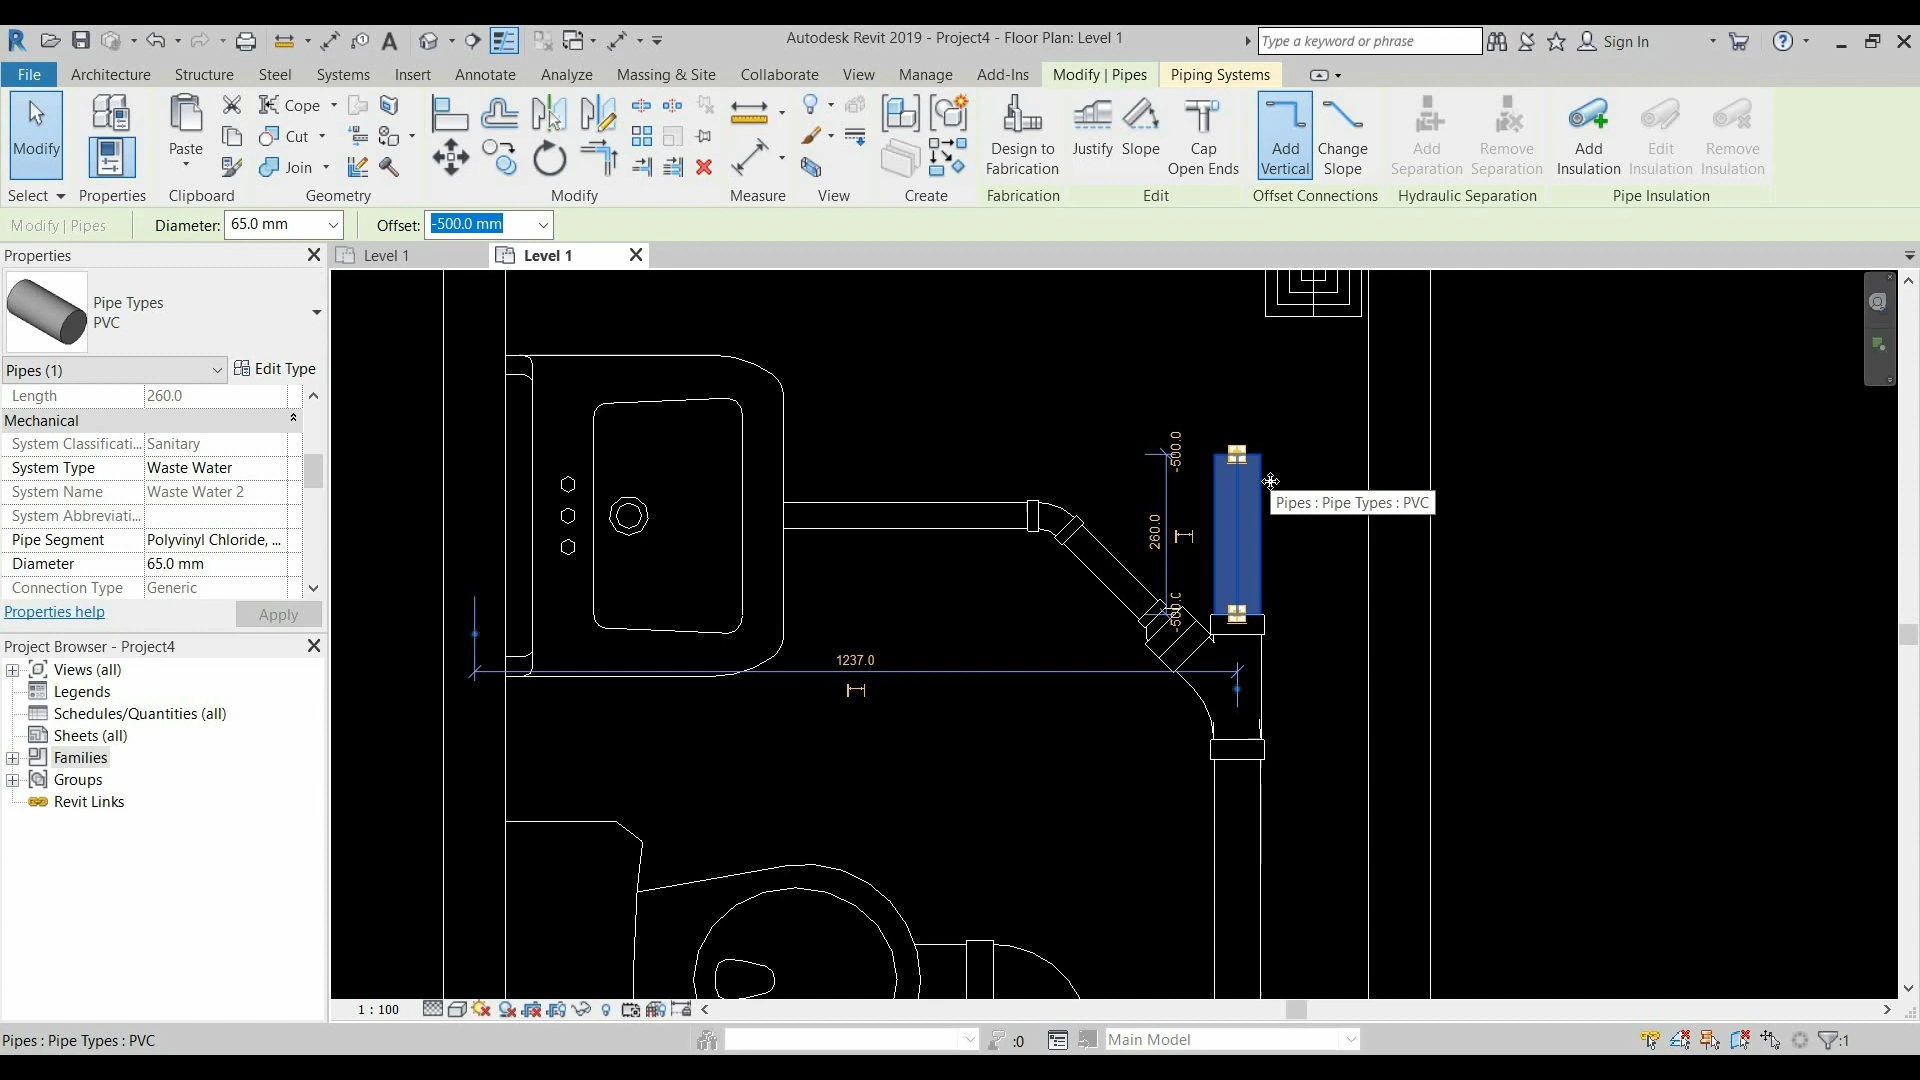 Autodesk Revit 2019 - Project4 - Floor Plan: Level 1
Type a keyword or phrase
Sign In
File Architecture Structure Steel Systems Insert Annotate Analyze Massing & Site Collaborate View Manage Add-Ins Modify | Pipes Piping Systems
Modify
Paste
Cope
Cut
Join
Design to Fabrication
Justify
Slope
Cap Open Ends
Add Vertical
Change Slope
Add Separation
Remove Separation
Add Insulation
Edit Insulation
Remove Insulation
Select Properties Clipboard Geometry Modify Measure View Create Fabrication Edit Offset Connections Hydraulic Separation Pipe Insulation
Modify | Pipes Diameter: 65.0 mm Offset: -500.0 mm
Properties
Level 1
Level 1
Pipe Types
PVC
Pipes (1)
Edit Type
Length 260.0
Mechanical
System Classificati... Sanitary
System Type Waste Water
System Name Waste Water 2
System Abbreviati...
Pipe Segment Polyvinyl Chloride, ...
Diameter 65.0 mm
Connection Type Generic
Properties help
Apply
Project Browser - Project4
Views (all)
Legends
Schedules/Quantities (all)
Sheets (all)
Families
Groups
Revit Links
-500.0
260.0
-500.0
1237.0
Pipes : Pipe Types : PVC
1 : 100
Pipes : Pipe Types : PVC
:0
Main Model
:1